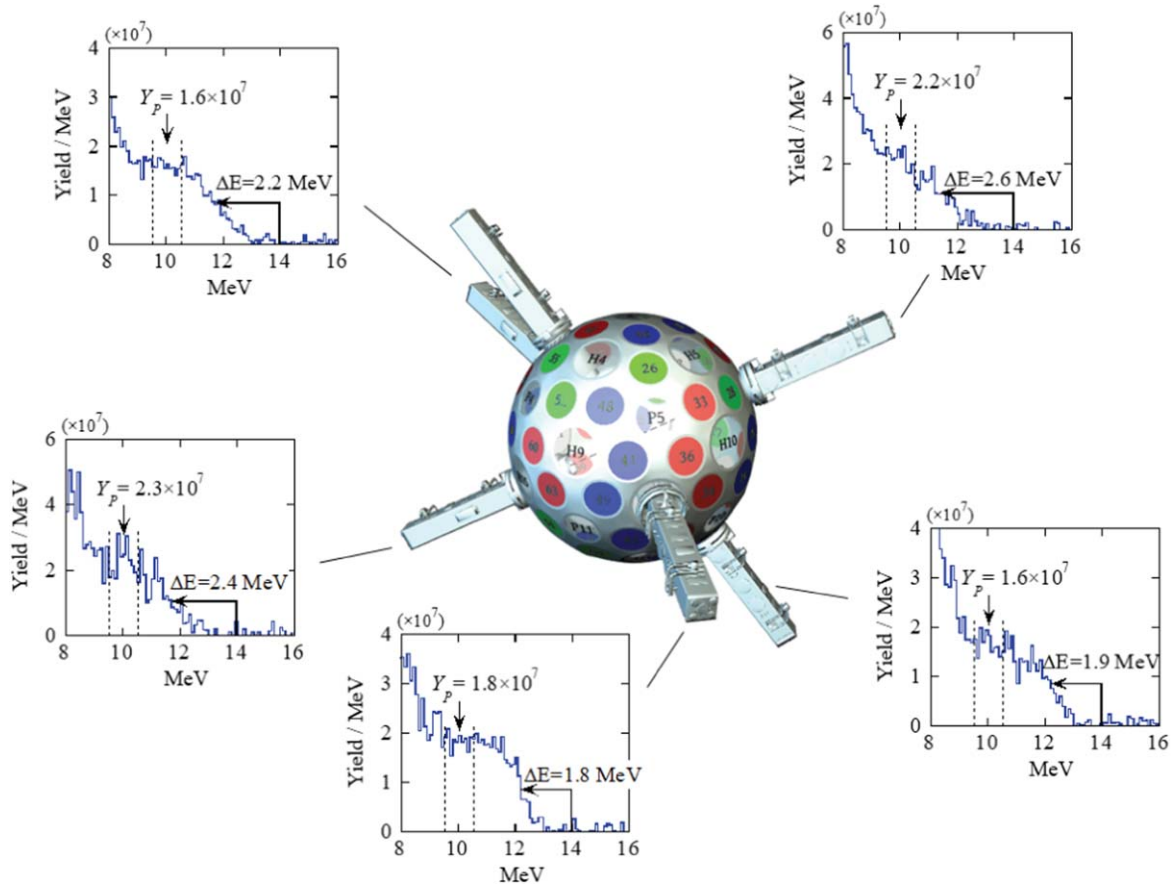 (×10⁷)
4
3
2
1
0
Yield / MeV
Y_P = 1.6×10⁷
ΔE=2.2 MeV
8 10 12 14 16
MeV
(×10⁷)
6
4
2
0
Yield / MeV
Y_P = 2.2×10⁷
ΔE=2.6 MeV
8 10 12 14 16
MeV
H4
H5
26
33
P5
H10
H9
60
36
63
P11
(×10⁷)
6
4
2
0
Yield / MeV
Y_P = 2.3×10⁷
ΔE=2.4 MeV
8 10 12 14 16
MeV
(×10⁷)
4
3
2
1
0
Yield / MeV
Y_P = 1.8×10⁷
ΔE=1.8 MeV
8 10 12 14 16
MeV
(×10⁷)
4
3
2
1
0
Yield / MeV
Y_P = 1.6×10⁷
ΔE=1.9 MeV
8 10 12 14 16
MeV